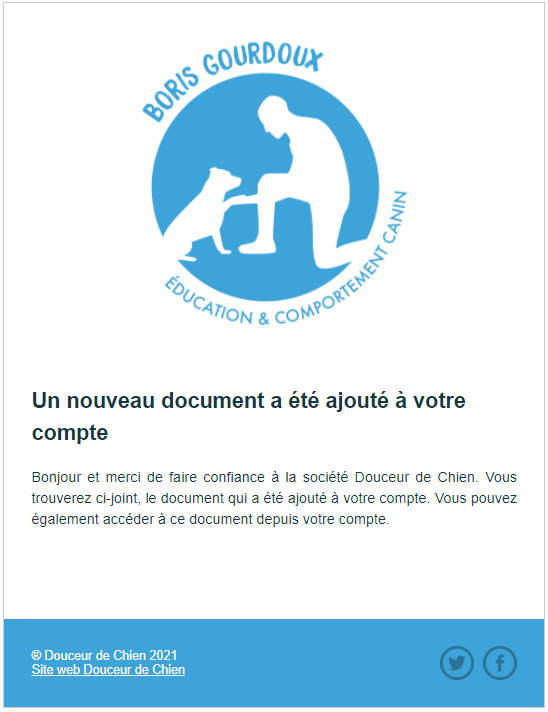 BORIS GOURDOUX
ÉDUCATION & COMPORTEMENT CANIN
Un nouveau document a été ajouté à votre
compte
Bonjour et merci de faire confiance à la société Douceur de Chien. Vous
trouverez ci-joint, le document qui a été ajouté à votre compte. Vous pouvez
également accéder à ce document depuis votre compte.
® Douceur de Chien 2021
Site web Douceur de Chien